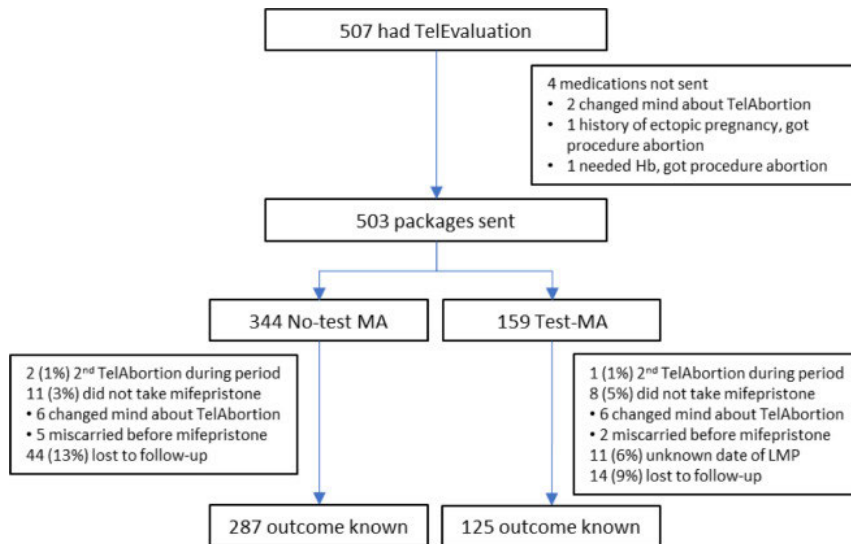 507 had TelEvaluation
4 medications not sent
• 2 changed mind about TelAbortion
• 1 history of ectopic pregnancy, got
procedure abortion
• 1 needed Hb, got procedure abortion
503 packages sent
344 No-test MA
159 Test-MA
2 (1%) 2nd TelAbortion during period
11 (3%) did not take mifepristone
• 6 changed mind about TelAbortion
• 5 miscarried before mifepristone
44 (13%) lost to follow-up
1 (1%) 2nd TelAbortion during period
8 (5%) did not take mifepristone
• 6 changed mind about TelAbortion
• 2 miscarried before mifepristone
11 (6%) unknown date of LMP
14 (9%) lost to follow-up
287 outcome known
125 outcome known